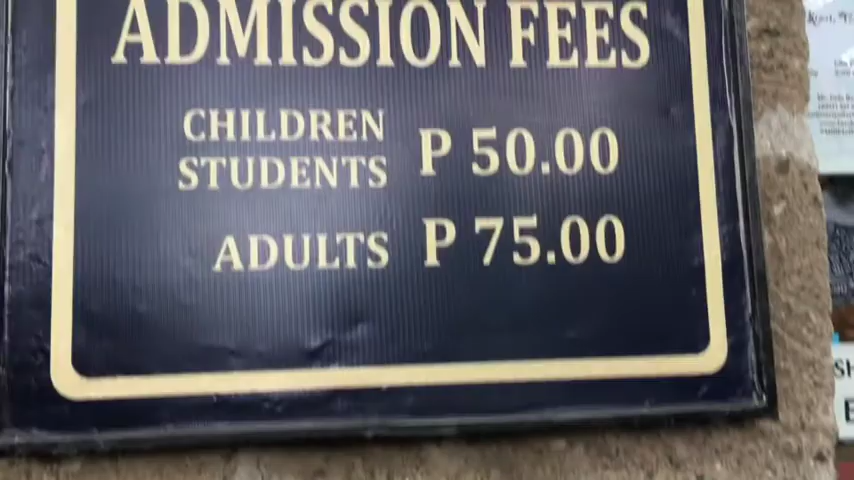 ADMISSION FEES
CHILDREN
STUDENTS
P 50.00
ADULTS P 75.00